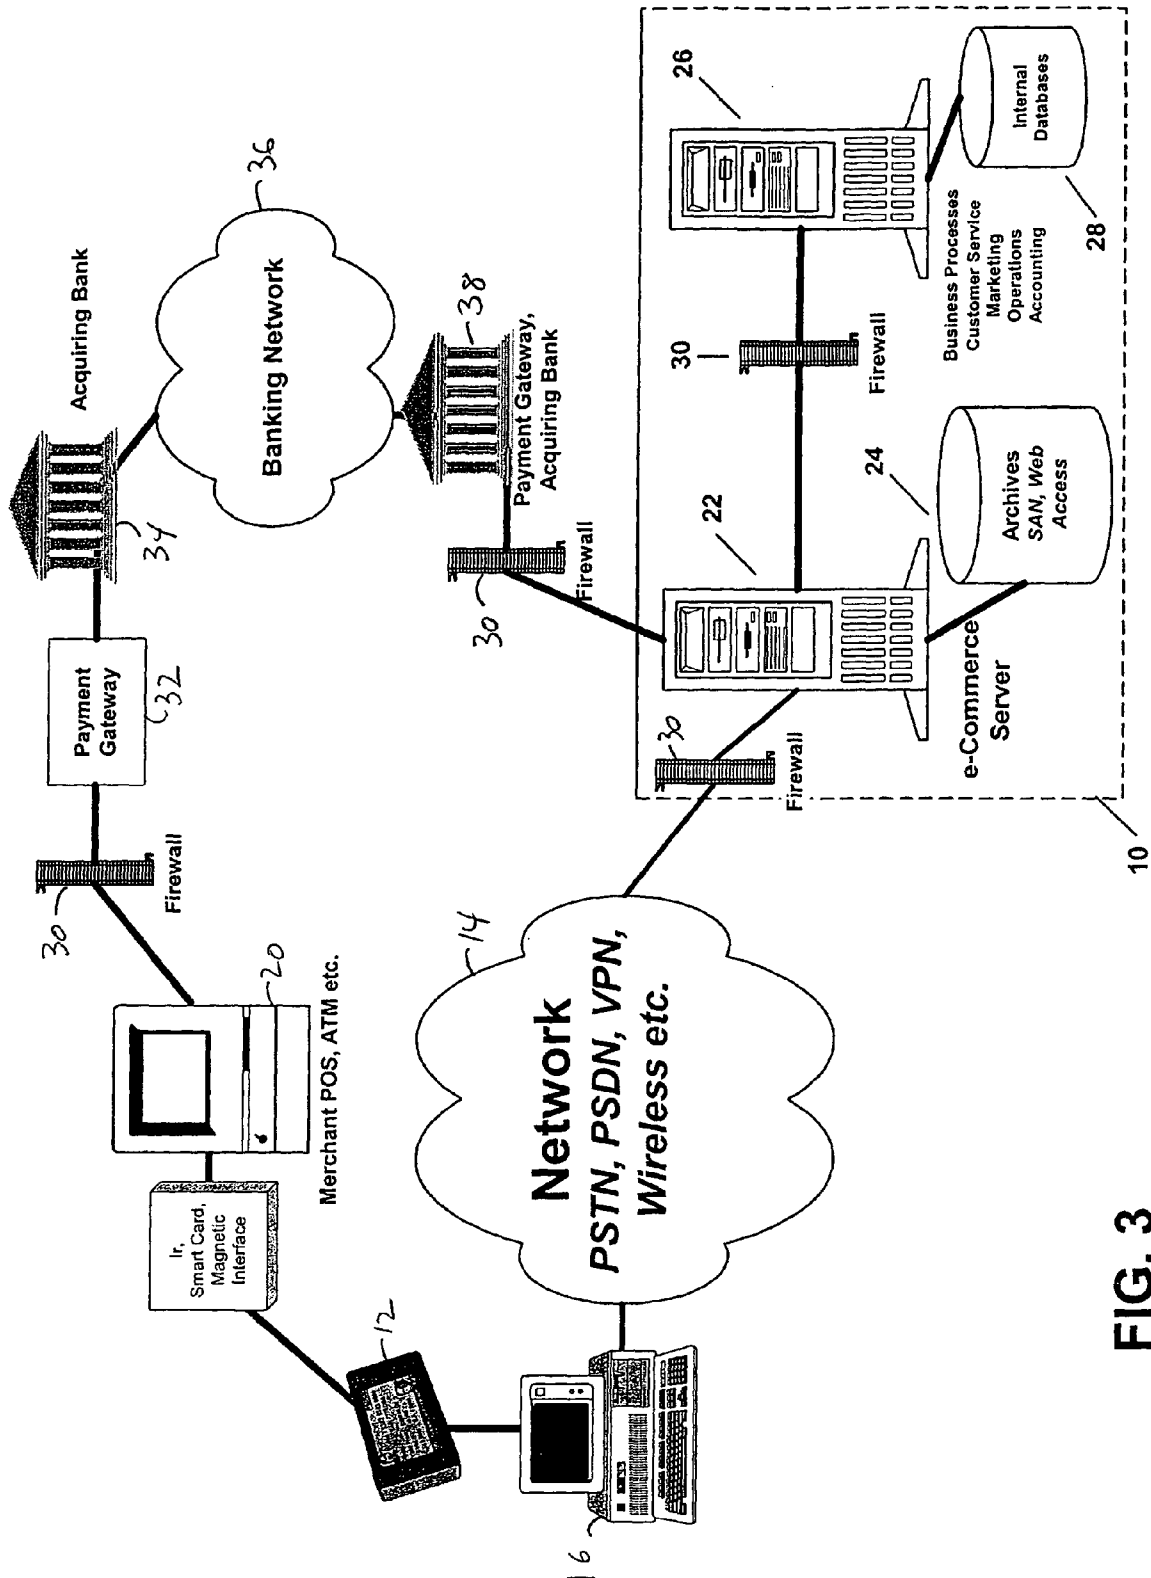 Acquiring Bank
34
36
Banking Network
Payment
Gateway
32
30
Firewall
38
Payment Gateway,
Acquiring Bank
30
Firewall
20
Merchant POS, ATM etc.
Ir,
Smart Card,
Magnetic
Interface
12
14
Network
PSTN, PSDN, VPN,
Wireless etc.
16
30
Firewall
22
e-Commerce
Server
24
Archives
SAN, Web
Access
30
Firewall
26
Business Processes
Customer Service
Marketing
Operations
Accounting
Internal
Databases
28
10
FIG. 3